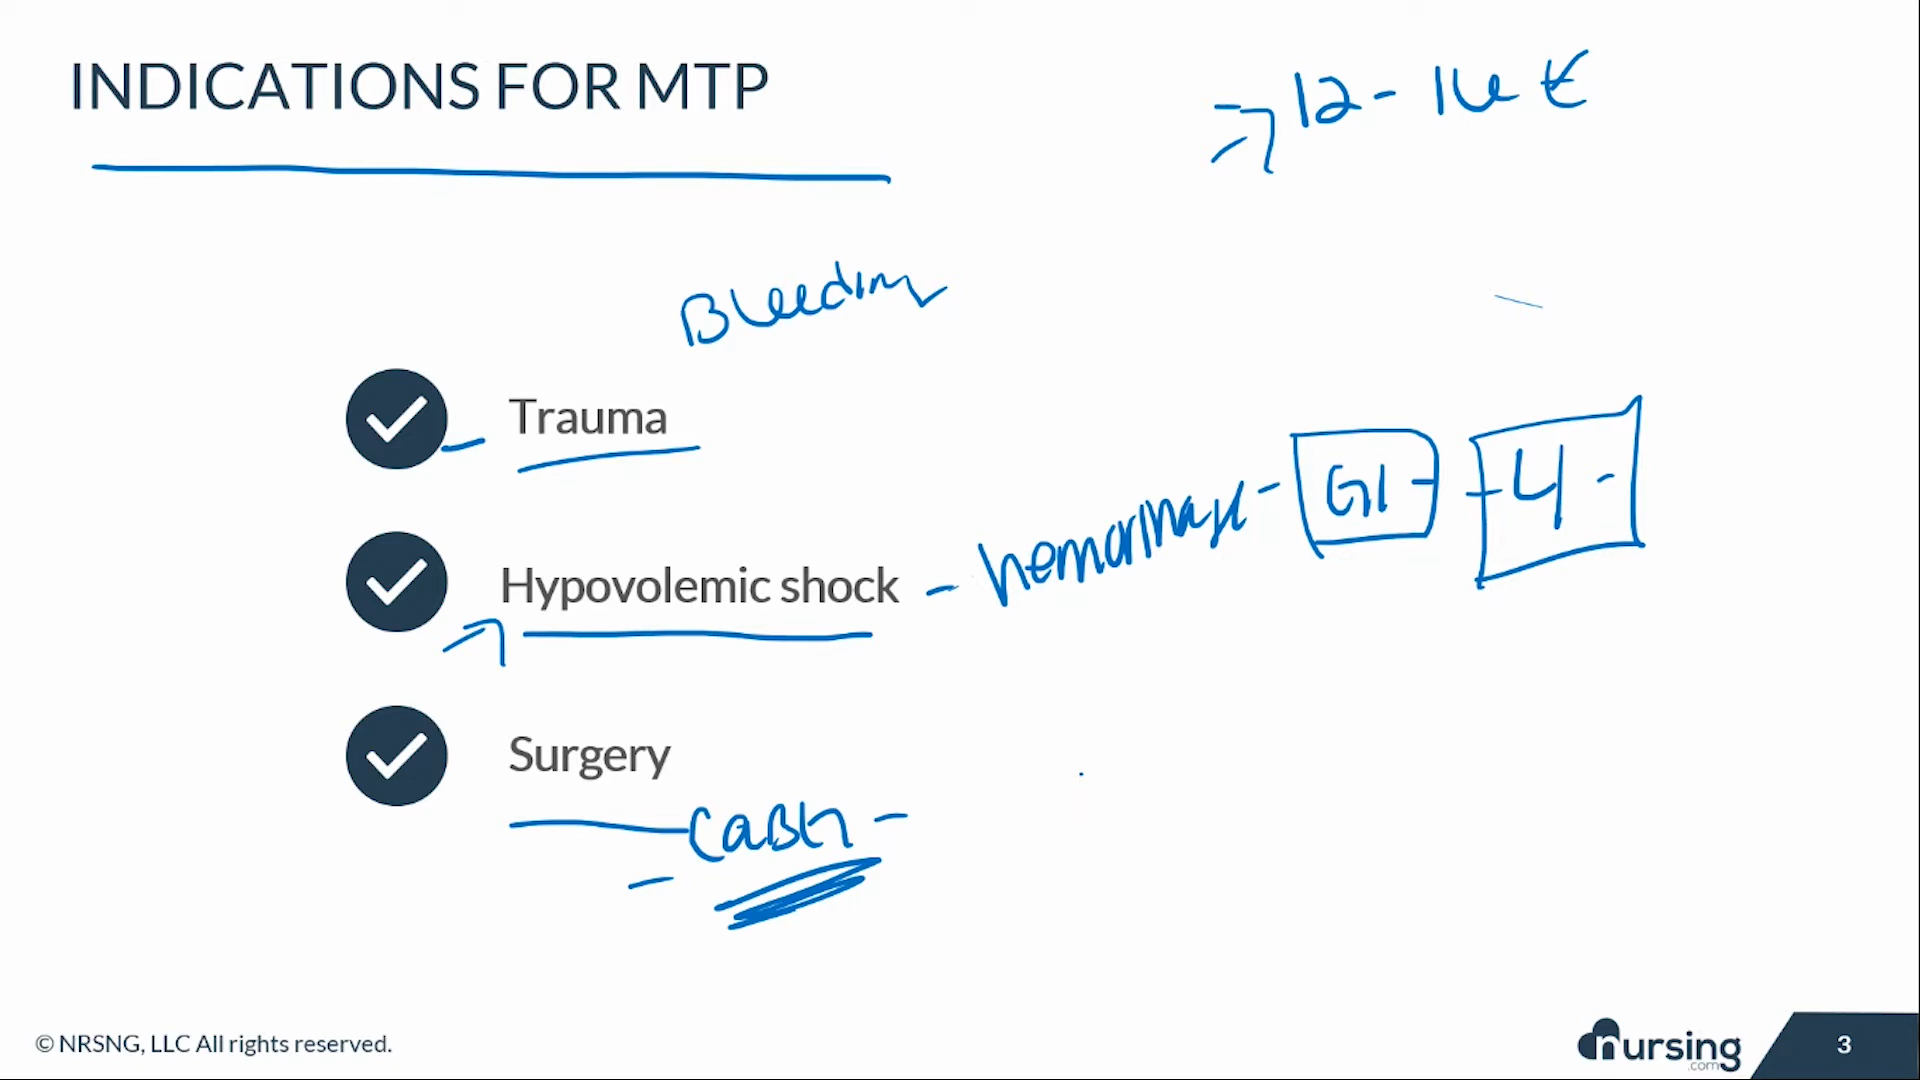 INDICATIONS FOR MTP
12 -
Bleeding
Trauma
Hypovolemic shock - hemorrhage - GI - 4 -
Surgery
CABG -
© NRSNG, LLC All rights reserved.
nursing
.com
3